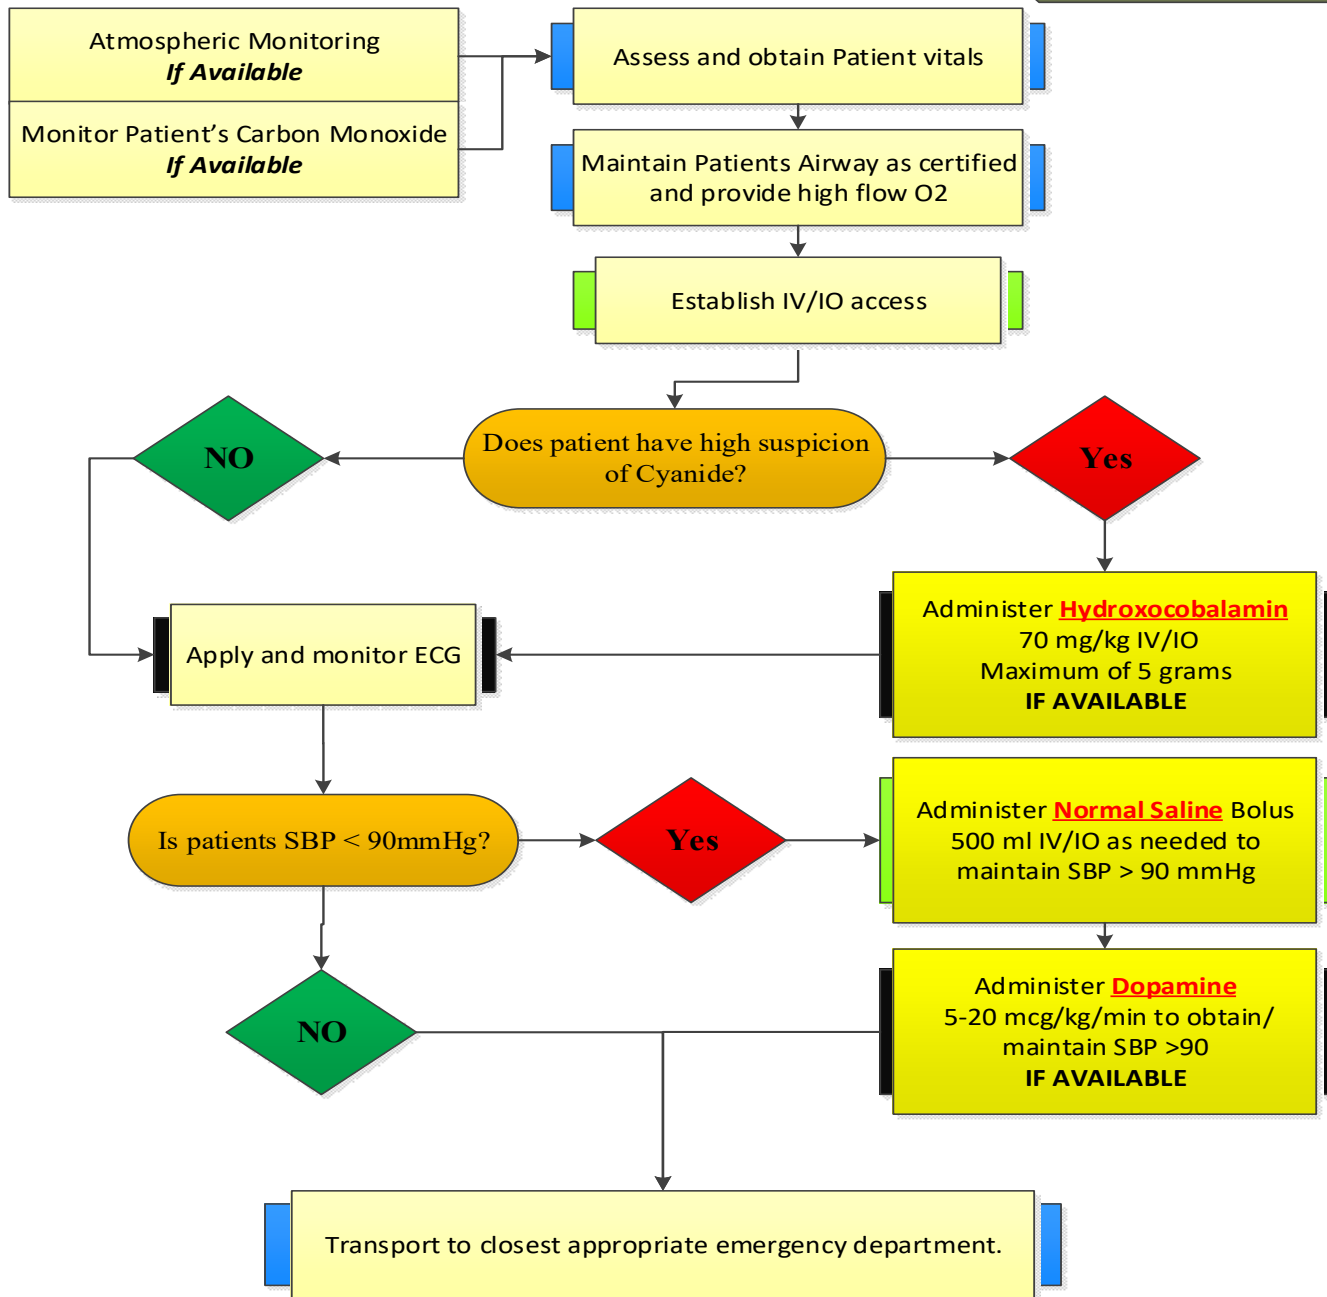 Atmospheric Monitoring
If Available
Monitor Patient’s Carbon Monoxide
If Available
Assess and obtain Patient vitals
Maintain Patients Airway as certified
and provide high flow O2
Establish IV/IO access
Does patient have high suspicion
of Cyanide?
NO
Yes
Administer Hydroxocobalamin
70 mg/kg IV/IO
Maximum of 5 grams
IF AVAILABLE
Apply and monitor ECG
Is patients SBP < 90mmHg?
Yes
Administer Normal Saline Bolus
500 ml IV/IO as needed to
maintain SBP > 90 mmHg
NO
Administer Dopamine
5-20 mcg/kg/min to obtain/
maintain SBP >90
IF AVAILABLE
Transport to closest appropriate emergency department.